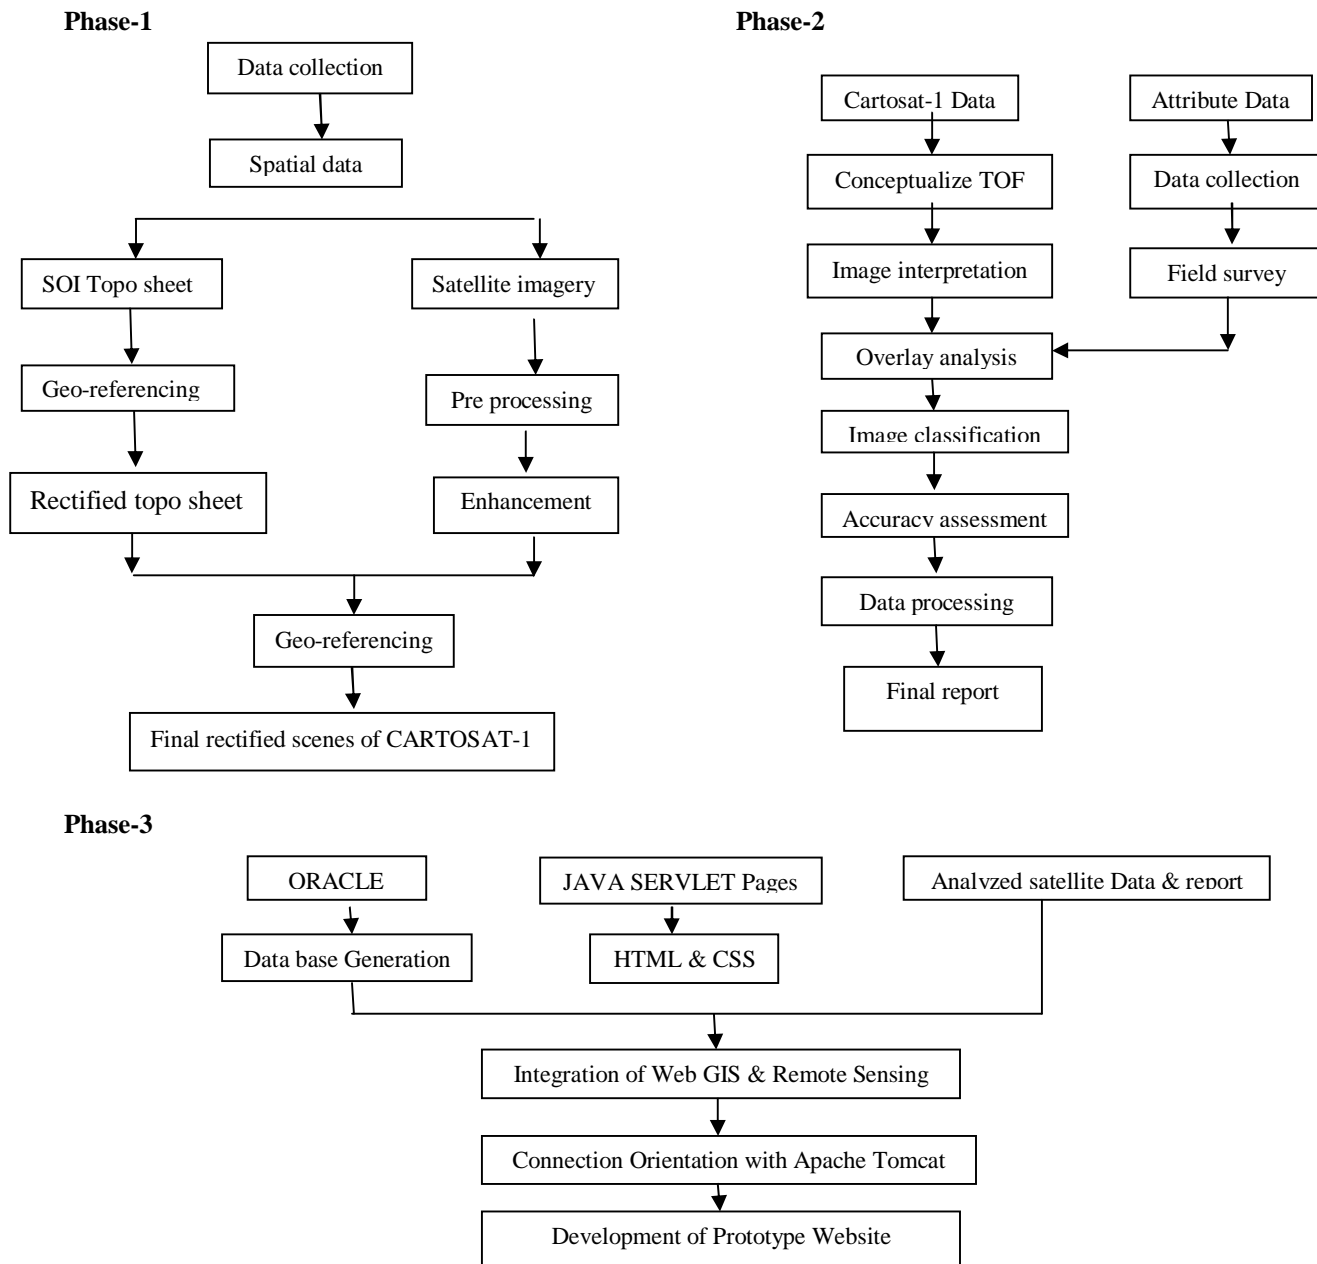 Phase-1
Data collection
Spatial data
SOI Topo sheet
Satellite imagery
Geo-referencing
Pre processing
Rectified topo sheet
Enhancement
Geo-referencing
Final rectified scenes of CARTOSAT-1
Phase-2
Cartosat-1 Data
Attribute Data
Conceptualize TOF
Data collection
Image interpretation
Field survey
Overlay analysis
Image classification
Accuracy assessment
Data processing
Final report
Phase-3
ORACLE
JAVA SERVLET Pages
Analyzed satellite Data & report
Data base Generation
HTML & CSS
Integration of Web GIS & Remote Sensing
Connection Orientation with Apache Tomcat
Development of Prototype Website